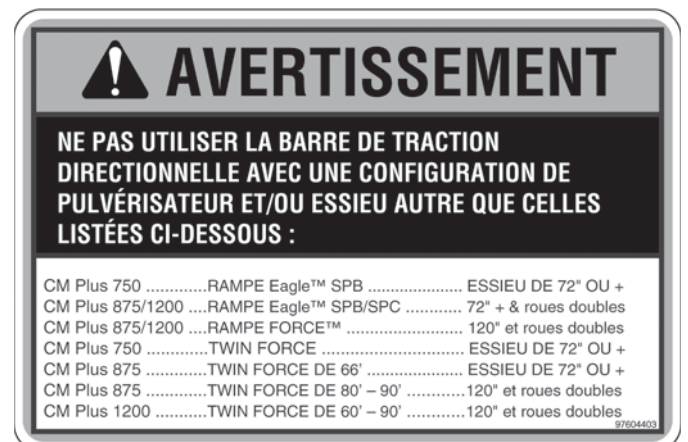 AVERTISSEMENT
NE PAS UTILISER LA BARRE DE TRACTION
DIRECTIONNELLE AVEC UNE CONFIGURATION DE
PULVÉRISATEUR ET/OU ESSIEU AUTRE QUE CELLES
LISTÉES CI-DESSOUS :
CM Plus 750 ............RAMPE Eagle™ SPB ..................... ESSIEU DE 72" OU +
CM Plus 875/1200 ....RAMPE Eagle™ SPB/SPC ............ 72" + & roues doubles
CM Plus 875/1200 ....RAMPE FORCE™ ....................... 120" et roues doubles
CM Plus 750 ............TWIN FORCE ................................ ESSIEU DE 72" OU +
CM Plus 875 ............TWIN FORCE DE 66' ..................... ESSIEU DE 72" OU +
CM Plus 875 ............TWIN FORCE DE 80' – 90' .............120" et roues doubles
CM Plus 1200 ...........TWIN FORCE DE 60' – 90' .............120" et roues doubles
97604403